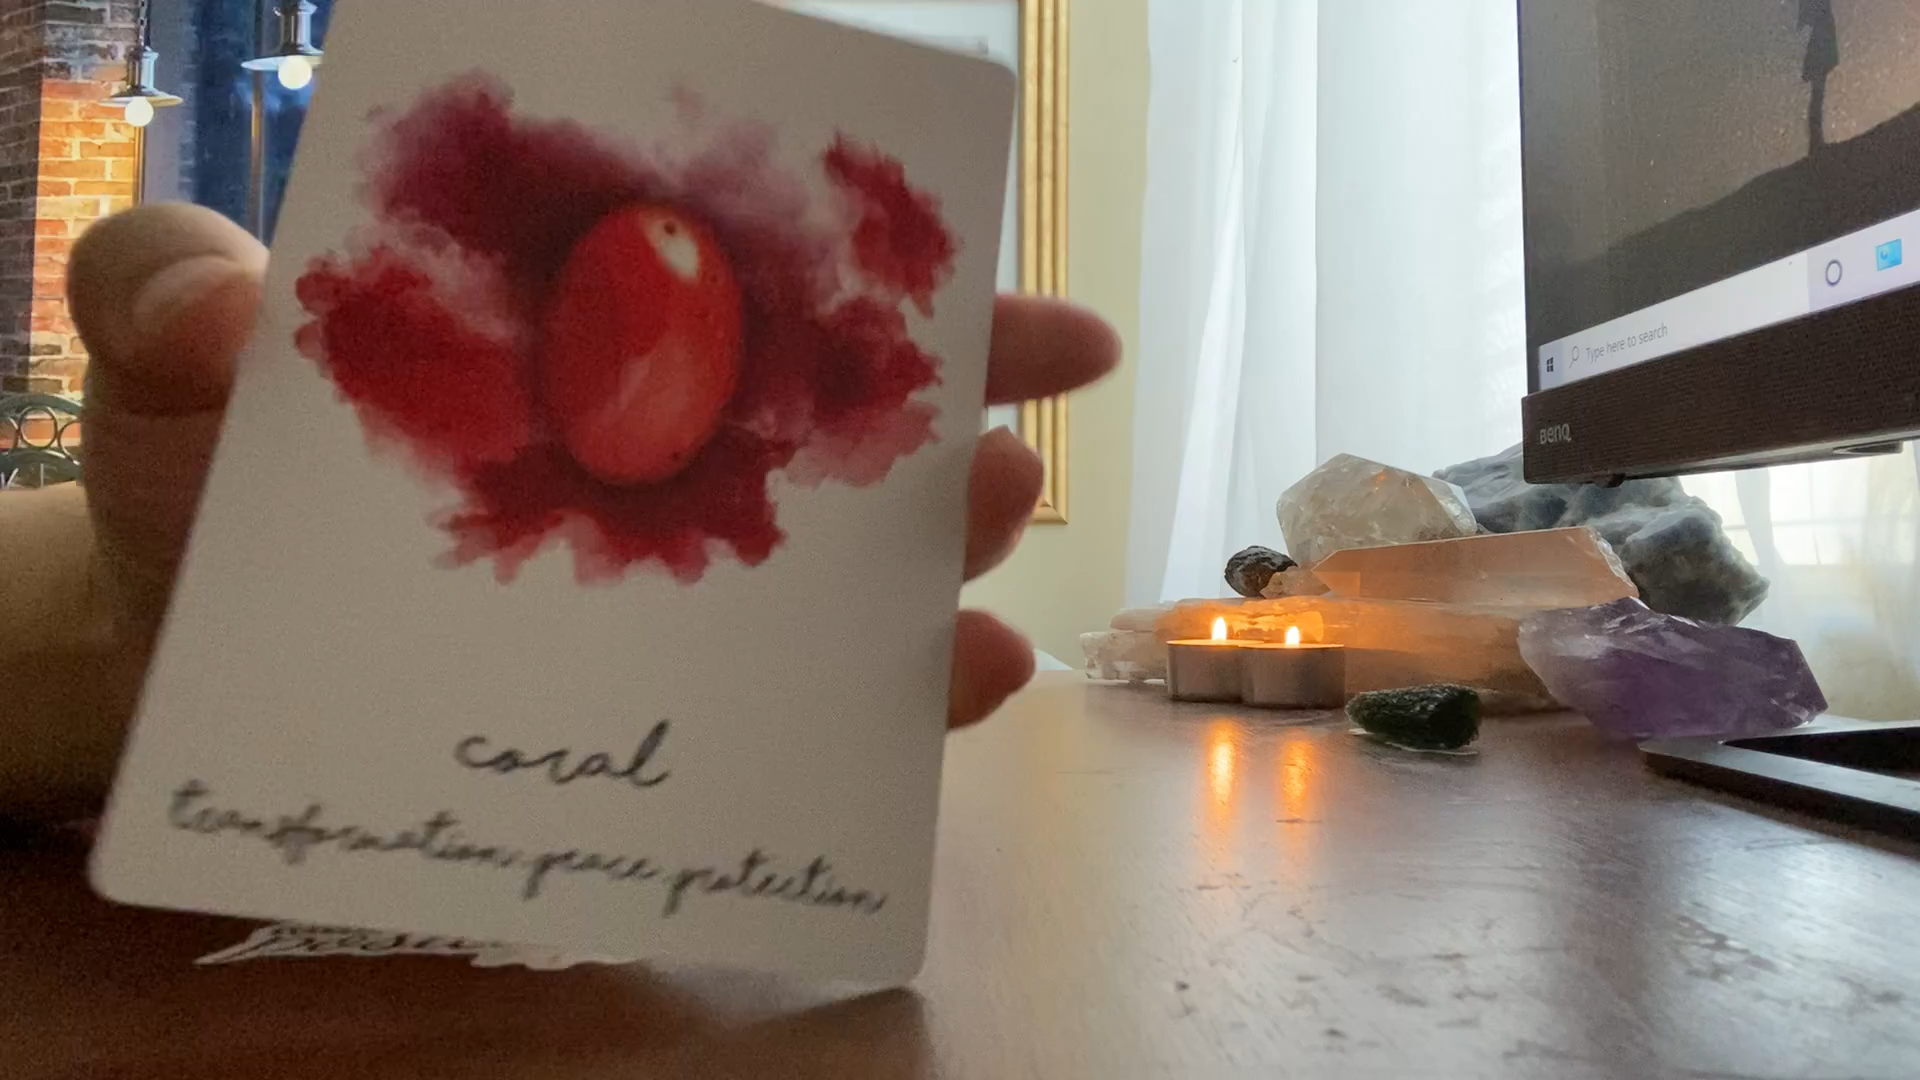 coral
transformation, peace, protection
Type here to search
BenQ